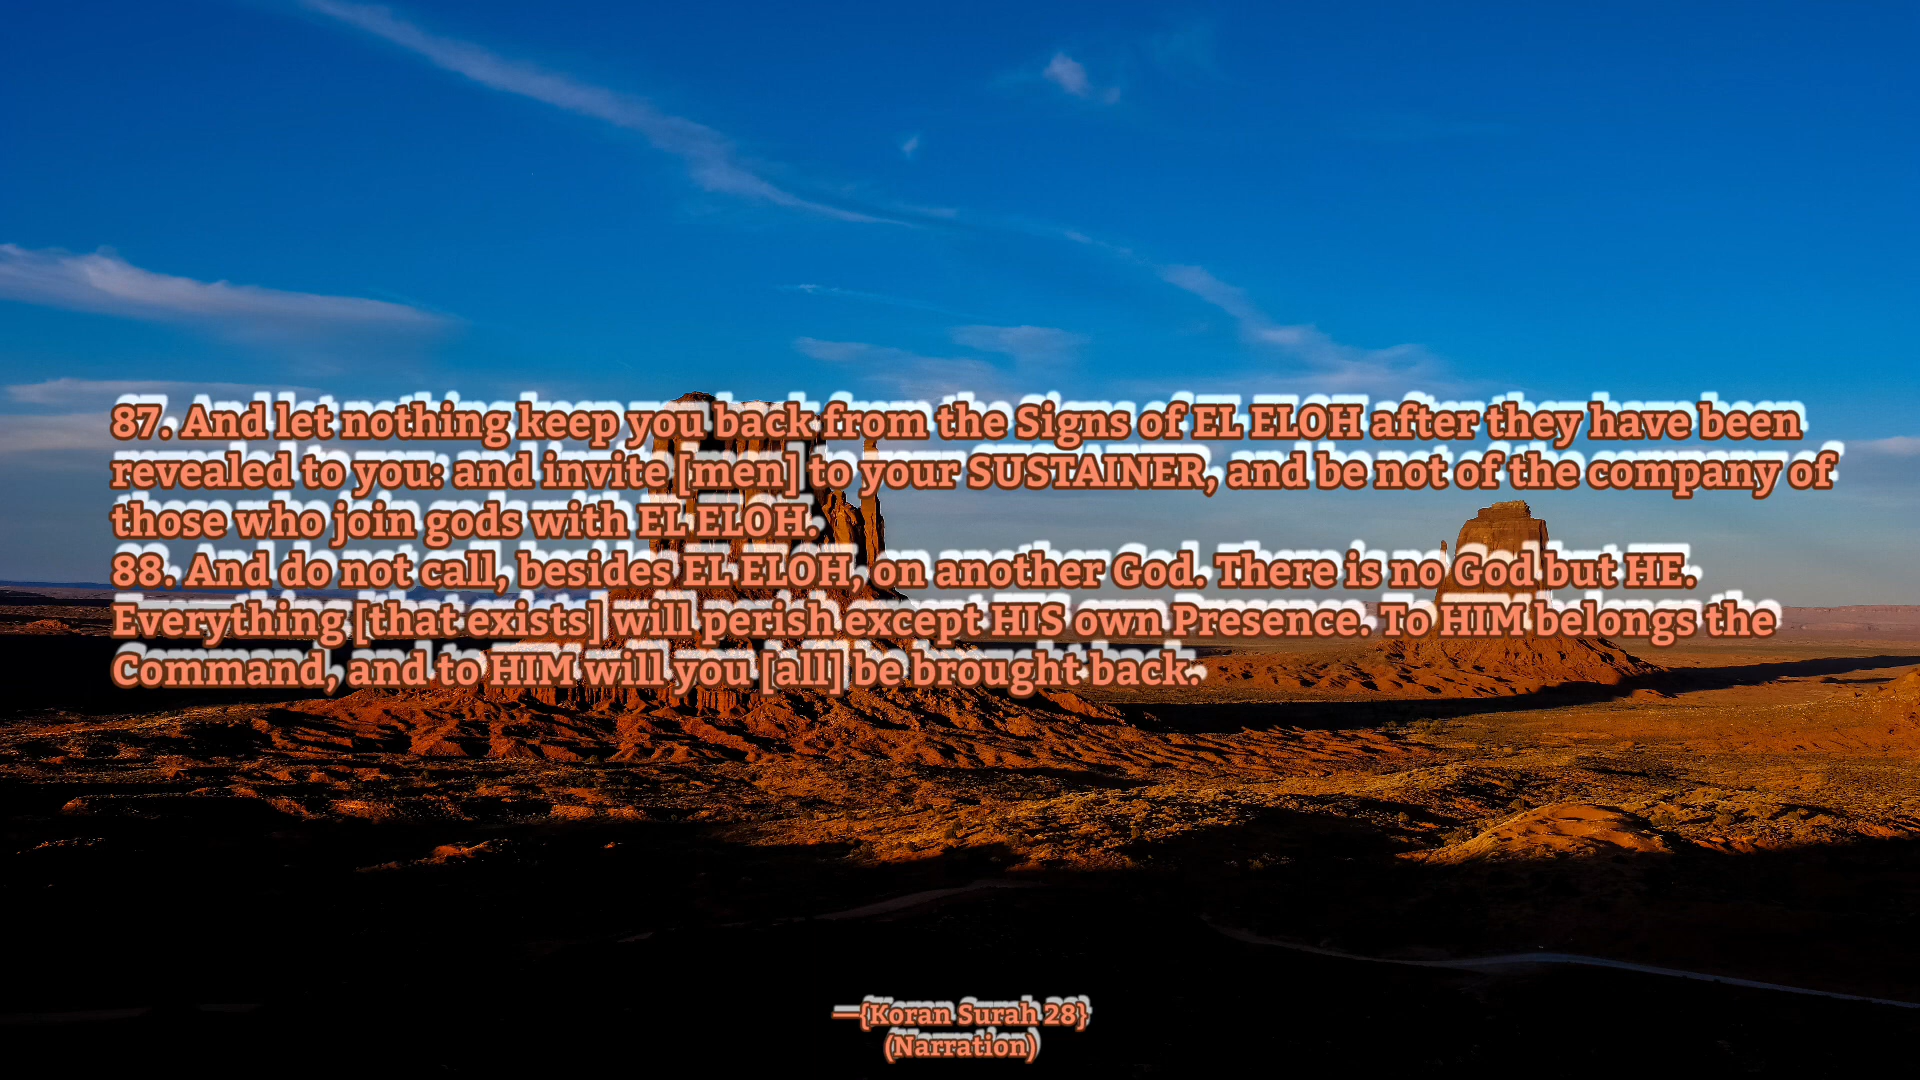 87. And let nothing keep you back from the Signs of EL ELOH after they have been
revealed to you: and invite [men] to your SUSTAINER, and be not of the company of
those who join gods with EL ELOH.
88. And do not call, besides EL ELOH, on another God. There is no God but HE.
Everything [that exists] will perish except HIS own Presence. To HIM belongs the
Command, and to HIM will you [all] be brought back.
—{Koran Surah 28}
(Narration)